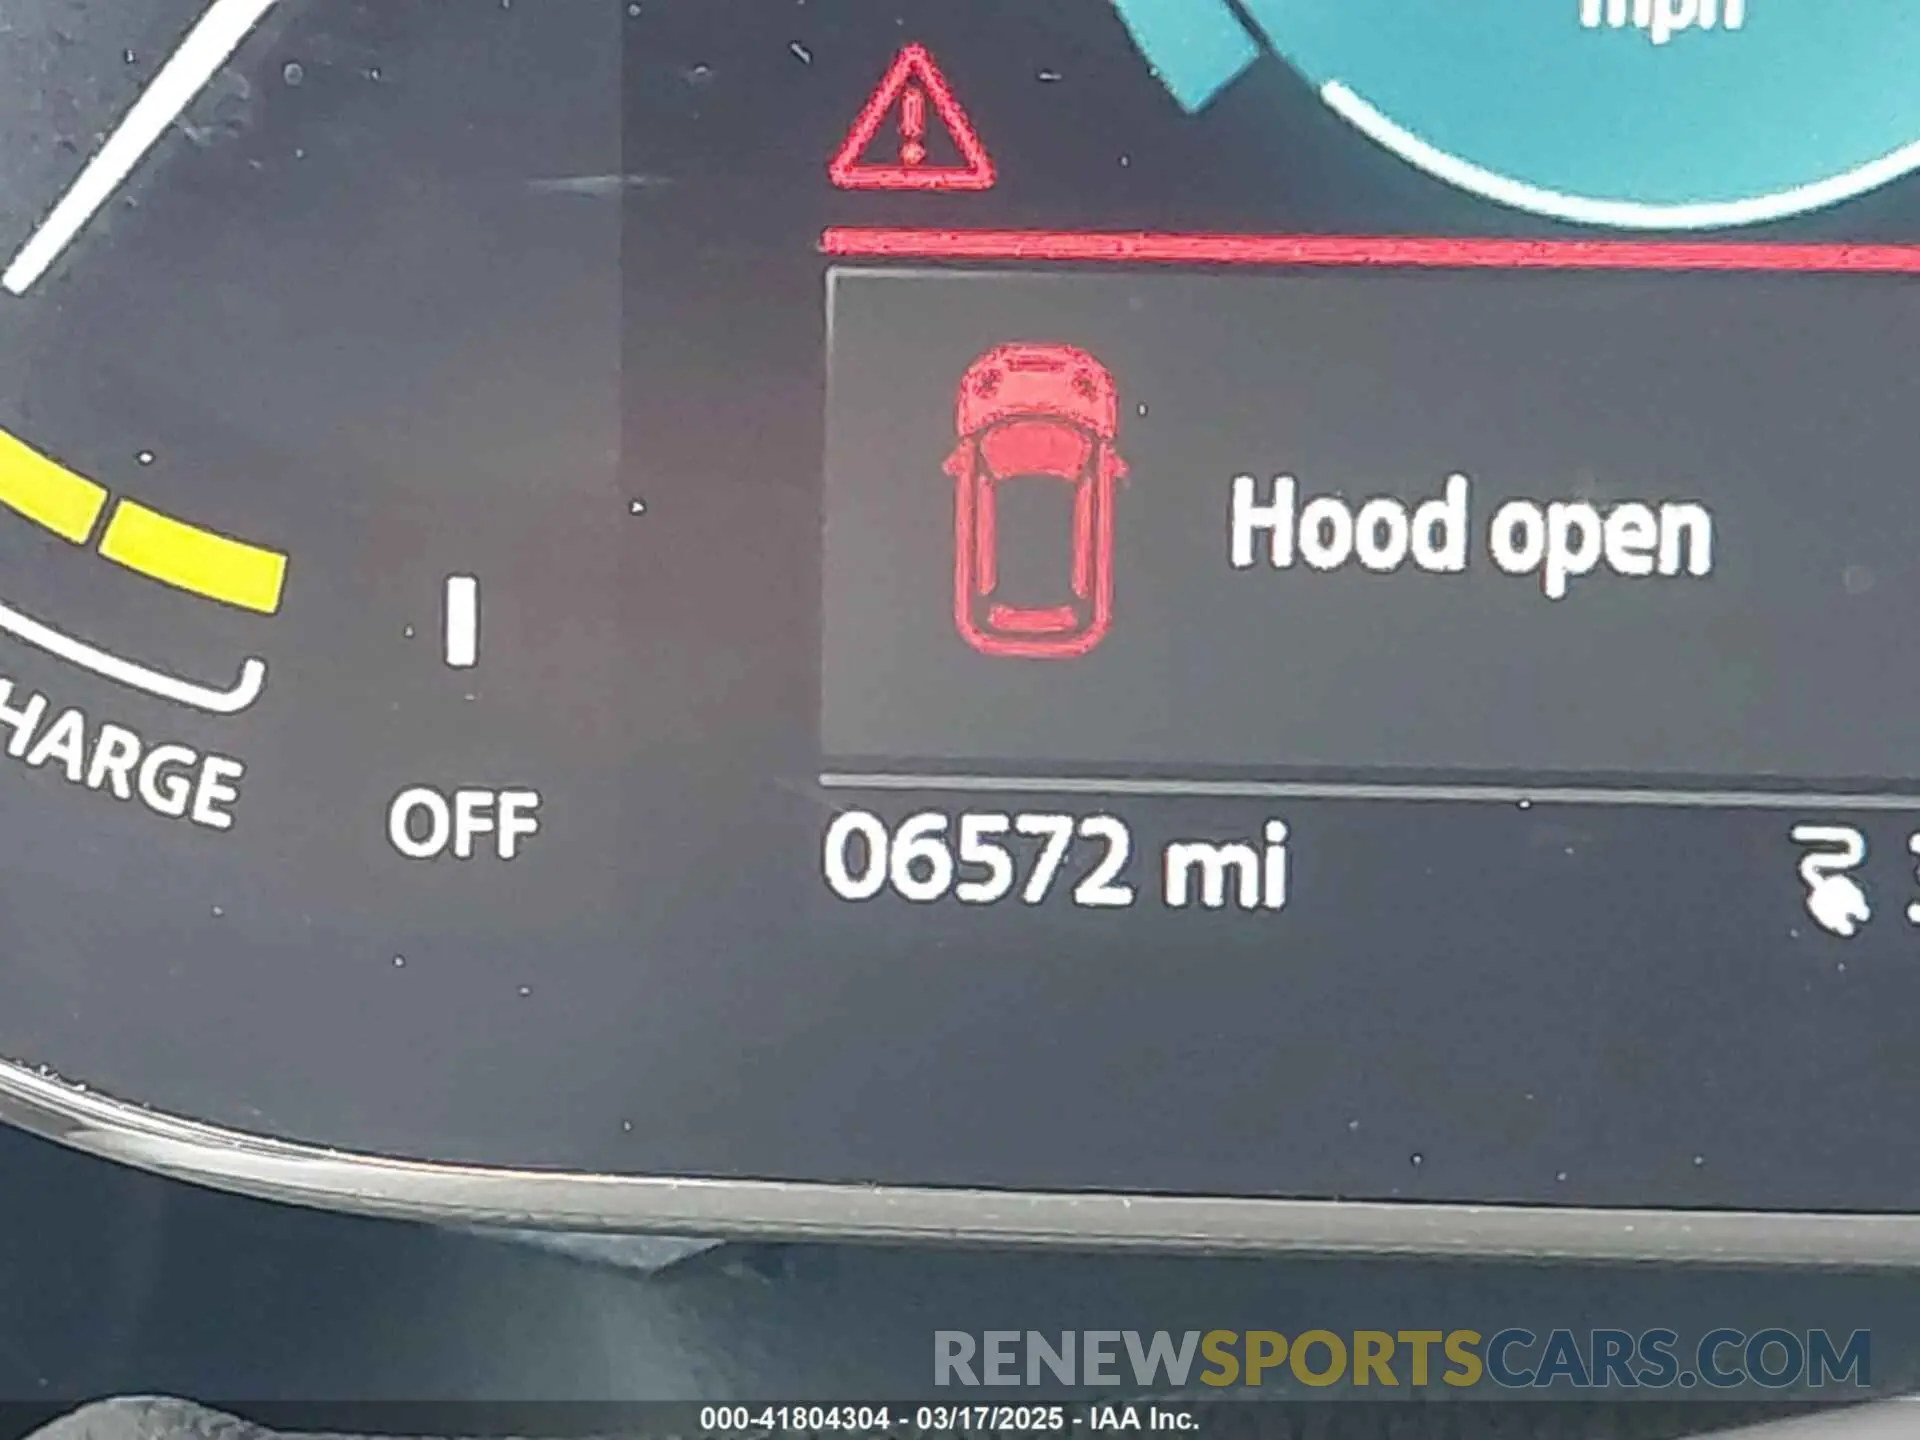 mph
Hood open
HARGE
OFF
06572 mi
RENEWSPORTSCARS.COM
000-41804304 - 03/17/2025 - IAA Inc.